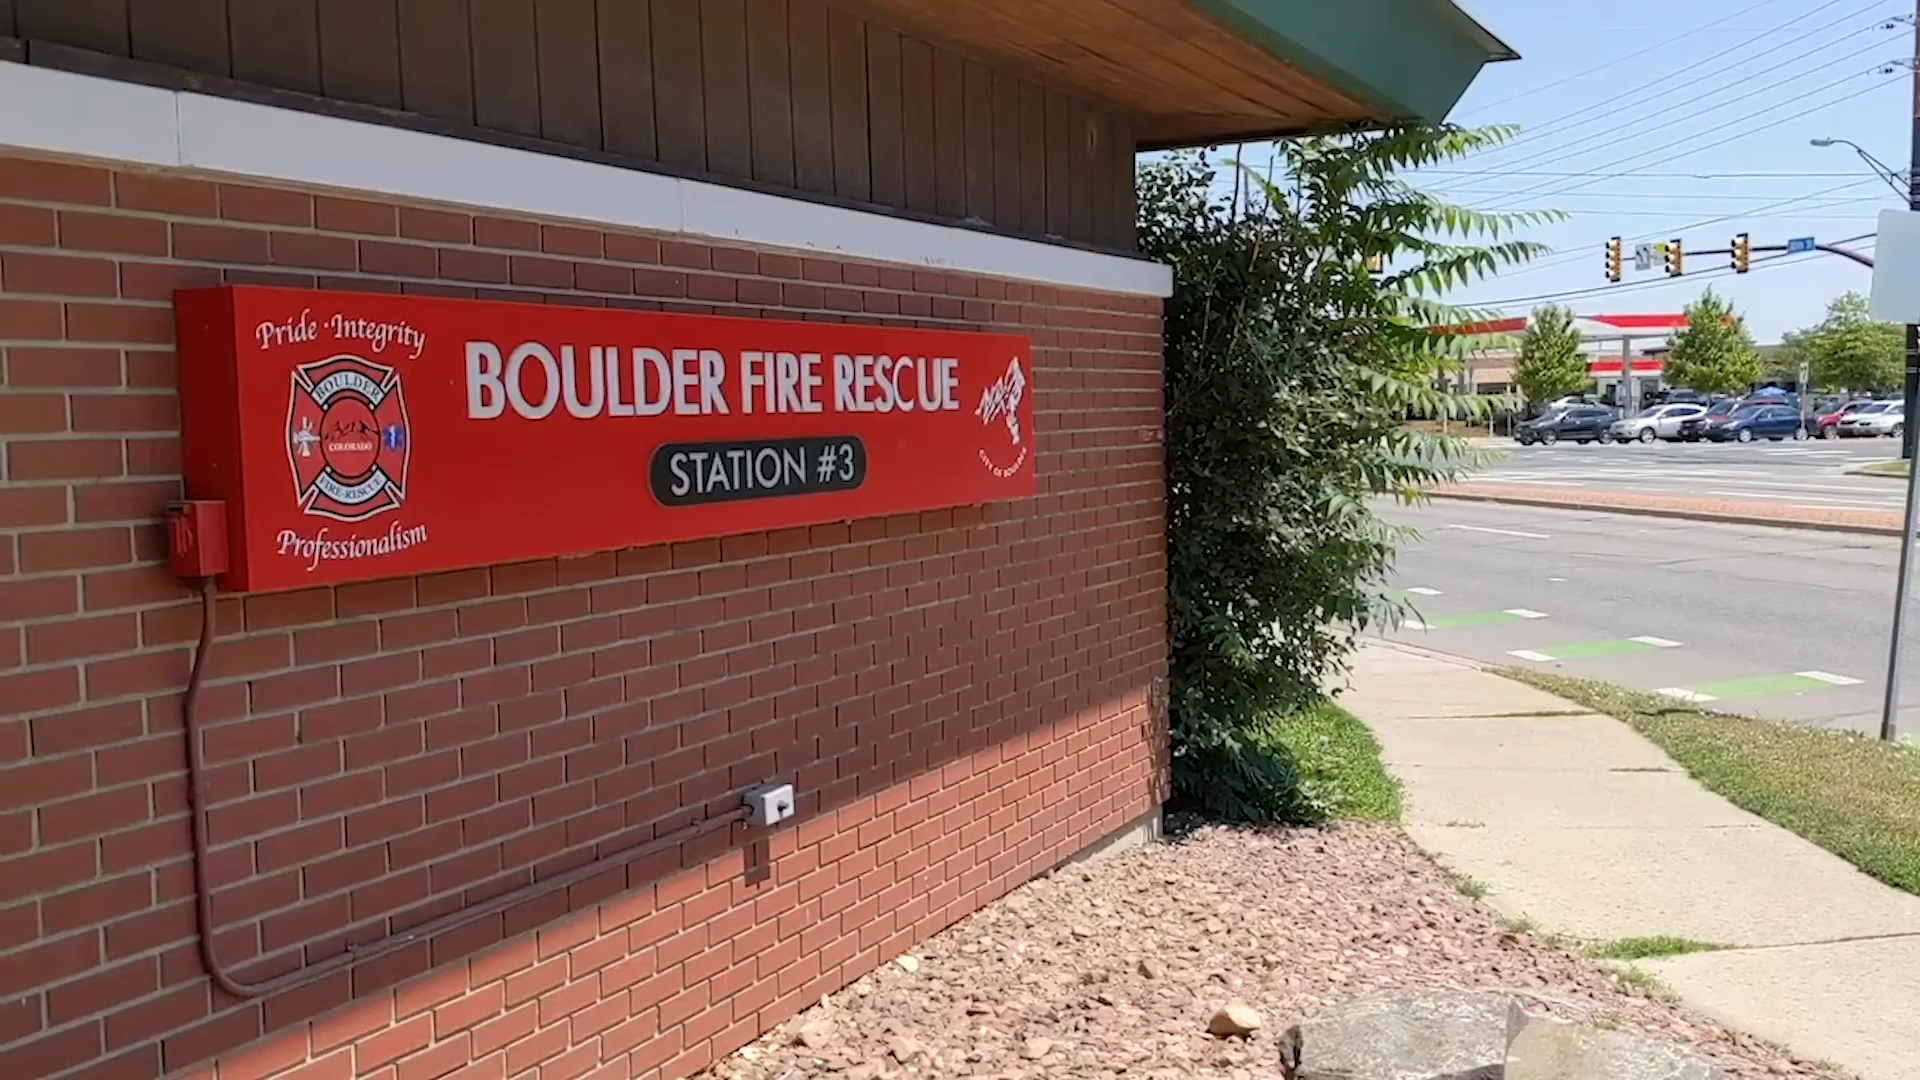 Pride · Integrity
BOULDER
COLORADO
FIRE-RESCUE
Professionalism
BOULDER FIRE RESCUE
STATION #3
CITY OF BOULDER